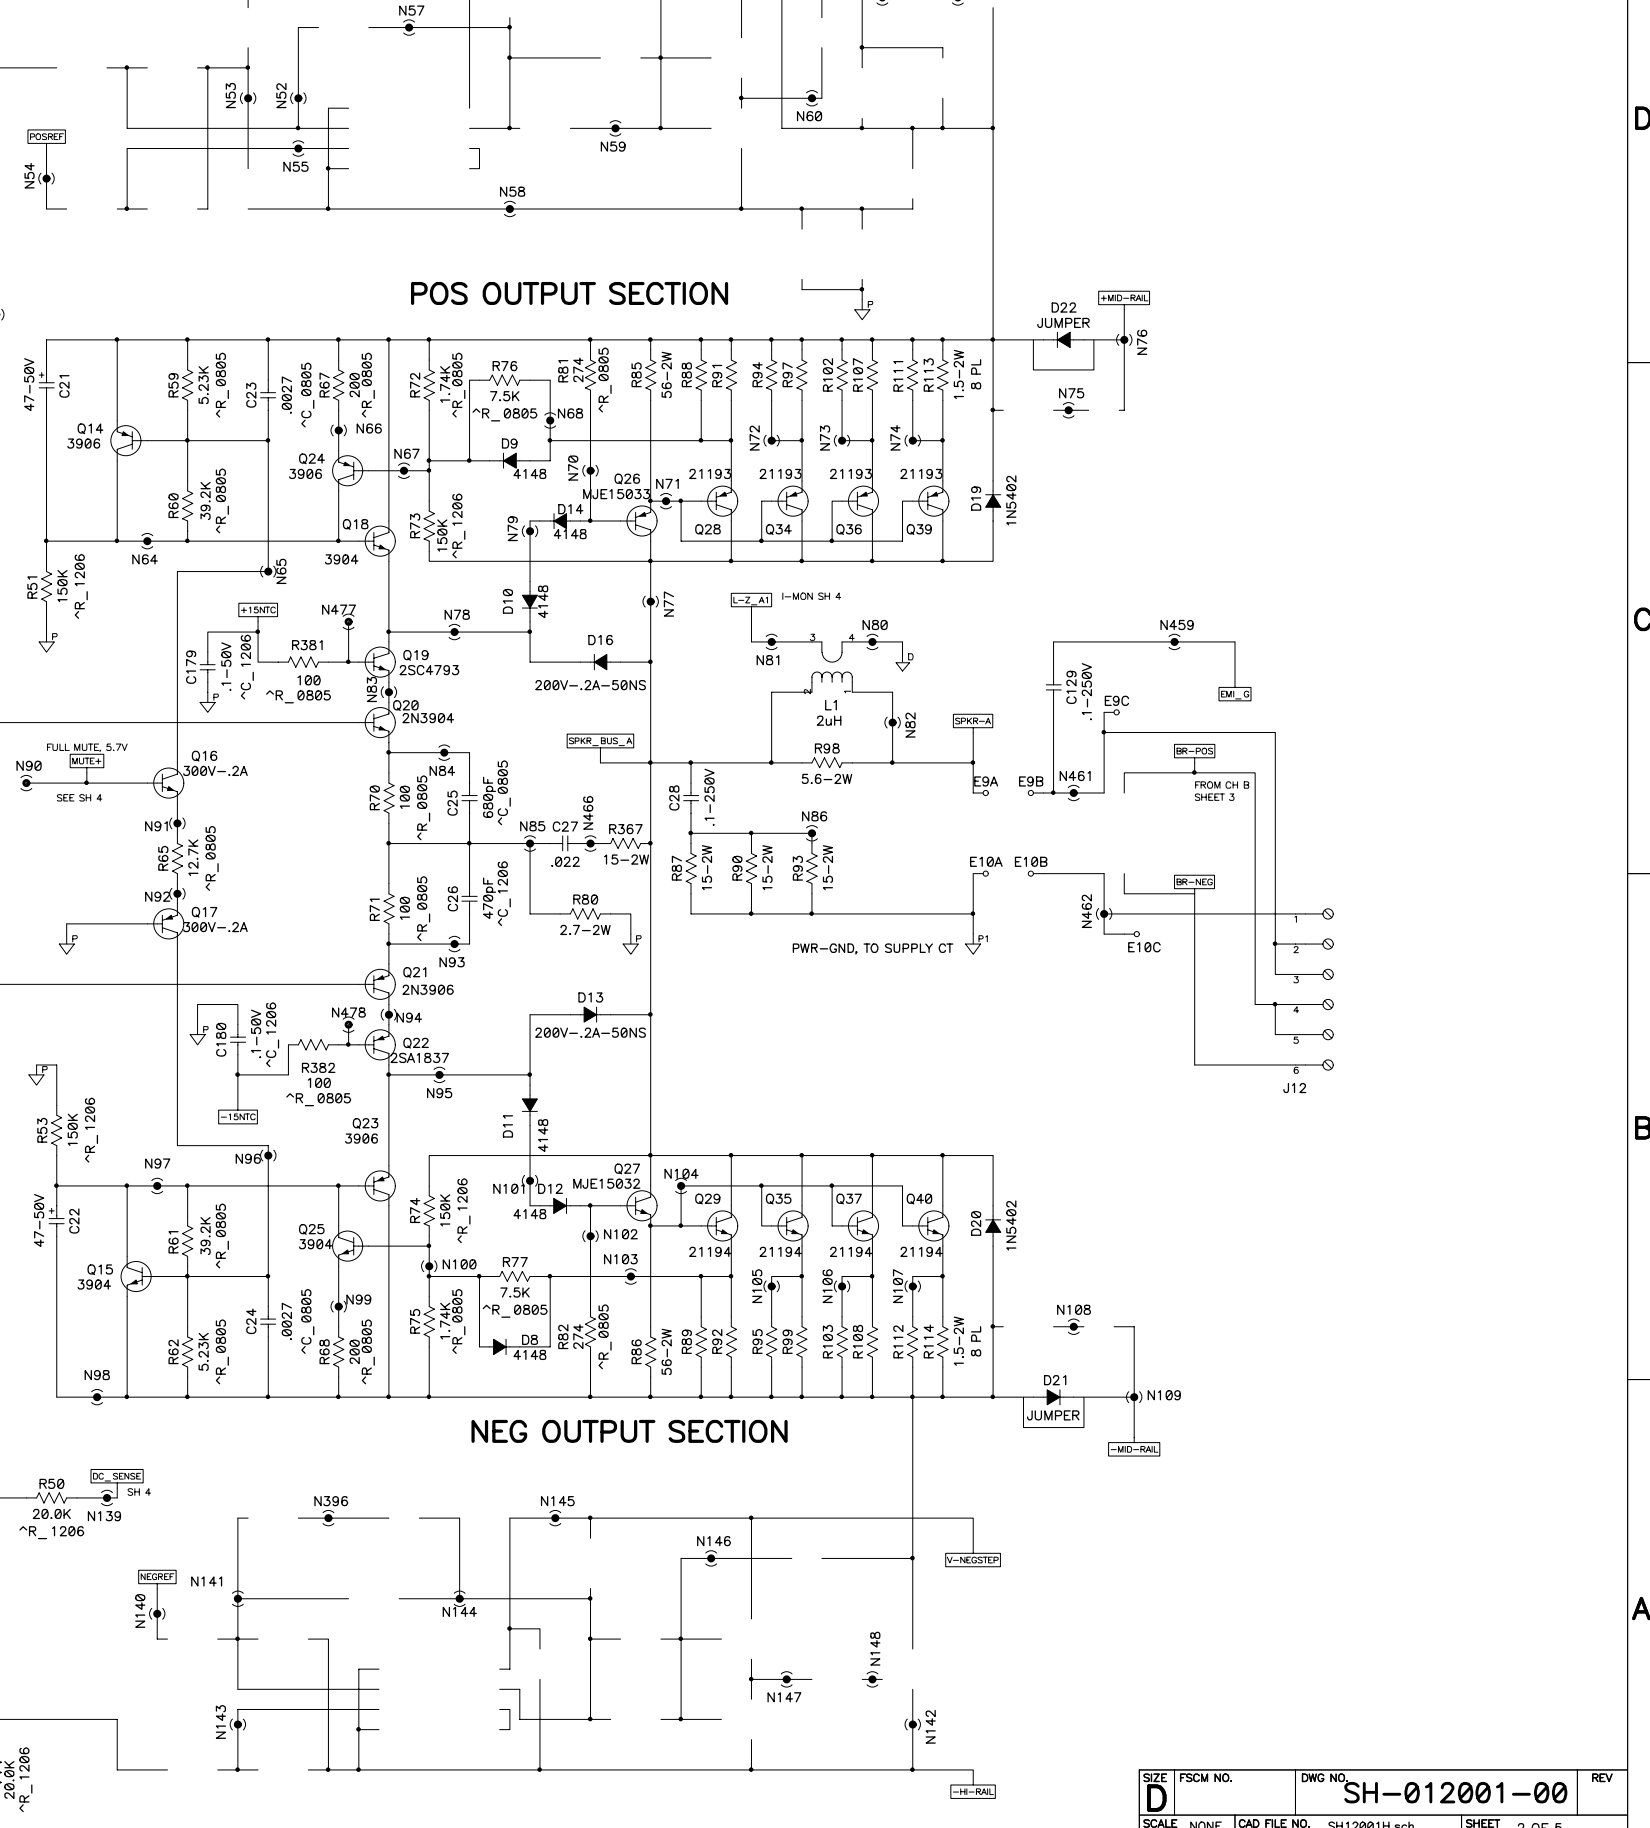 N57
N53
N52
N60
D
POSREF
N54
N55
N59
N58
POS OUTPUT SECTION
P
+MID-RAIL
D22
JUMPER
N76
N75
47-50V
C21
R59
5.23K
^R_0805
C23
.0027
^C_0805
R67
200
^R_0805
R72
1.74K
^R_0805
R76
7.5K
^R_0805
R81
274
^R_0805
R85
56-2W
R88
R91
R94
R97
R102
R107
R111
R113
1.5-2W
8 PL
Q14
3906
N66
N68
N72
N73
N74
Q24
3906
N67
D9
4148
N70
Q26
MJE15033
N71
21193
21193
21193
21193
R60
39.2K
^R_0805
Q18
3904
R73
150K
^R_1206
N79
D14
4148
Q28
Q34
Q36
Q39
D19
1N5402
N64
N65
R51
150K
^R_1206
P
+15NTC
N477
N78
D10
4148
N77
L-Z_A1
I-MON SH 4
C
C179
.1-50V
^C_1206
P
R381
100
^R_0805
Q19
2SC4793
N83
D16
200V-.2A-50NS
N81
3
4
N80
D
N459
EMI_G
2
1
L1
2uH
N82
C129
.1-250V
E9C
Q20
2N3904
SPKR_BUS_A
SPKR-A
FULL MUTE, 5.7V
MUTE+
N90
SEE SH 4
Q16
300V-.2A
N84
R98
5.6-2W
BR-POS
FROM CH B
SHEET 3
R70
100
^R_0805
C25
680pF
^C_0805
C28
.1-250V
E9A
E9B
N461
N91
R65
12.7K
^R_0805
N85
C27
.022
N466
R367
15-2W
N86
R87
15-2W
R90
15-2W
R93
15-2W
E10A
E10B
BR-NEG
N92
Q17
300V-.2A
P
R71
100
^R_0805
C26
470pF
^C_1206
R80
2.7-2W
P
N462
E10C
N93
PWR-GND, TO SUPPLY CT
P1
1
2
3
4
5
6
J12
Q21
2N3906
D13
200V-.2A-50NS
P
C180
.1-50V
^C_1206
N478
N94
R382
100
^R_0805
Q22
2SA1837
N95
-15NTC
P
R53
150K
^R_1206
Q23
3906
D11
4148
B
N97
N96
N101
D12
4148
Q27
MJE15032
N104
Q29
Q35
Q37
Q40
47-50V
C22
R61
39.2K
^R_0805
Q25
3904
R74
150K
^R_1206
N102
21194
21194
21194
21194
D20
1N5402
Q15
3904
N100
R77
7.5K
^R_0805
N103
N105
N106
N107
R62
5.23K
^R_0805
C24
.0027
^C_0805
N99
R68
200
^R_0805
R75
1.74K
^R_0805
D8
4148
R82
274
^R_0805
R86
56-2W
R89
R92
R95
R99
R103
R108
R112
R114
1.5-2W
8 PL
N108
N98
D21
JUMPER
N109
-MID-RAIL
NEG OUTPUT SECTION
R50
20.0K
^R_1206
DC_SENSE
SH 4
N139
N396
N145
N146
V-NEGSTEP
NEGREF
N140
N141
N144
A
N147
N148
N143
N142
20.0K
^R_1206
-HI-RAIL
SIZE
D
FSCM NO.
DWG NO.
SH-012001-00
REV
SCALE NONE
CAD FILE NO. SH12001H.sch
SHEET 2 OF 5